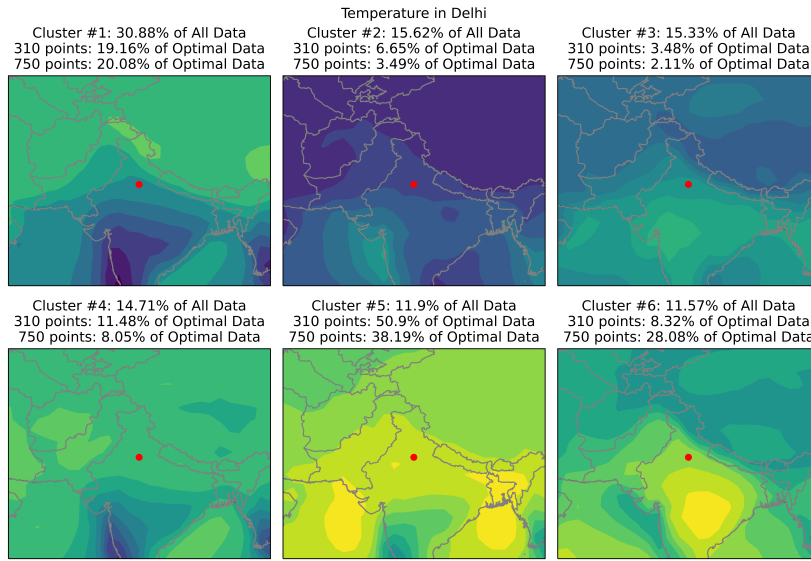 Temperature in Delhi
Cluster #1: 30.88% of All Data
310 points: 19.16% of Optimal Data
750 points: 20.08% of Optimal Data
Cluster #2: 15.62% of All Data
310 points: 6.65% of Optimal Data
750 points: 3.49% of Optimal Data
Cluster #3: 15.33% of All Data
310 points: 3.48% of Optimal Data
750 points: 2.11% of Optimal Data
Cluster #4: 14.71% of All Data
310 points: 11.48% of Optimal Data
750 points: 8.05% of Optimal Data
Cluster #5: 11.9% of All Data
310 points: 50.9% of Optimal Data
750 points: 38.19% of Optimal Data
Cluster #6: 11.57% of All Data
310 points: 8.32% of Optimal Data
750 points: 28.08% of Optimal Data